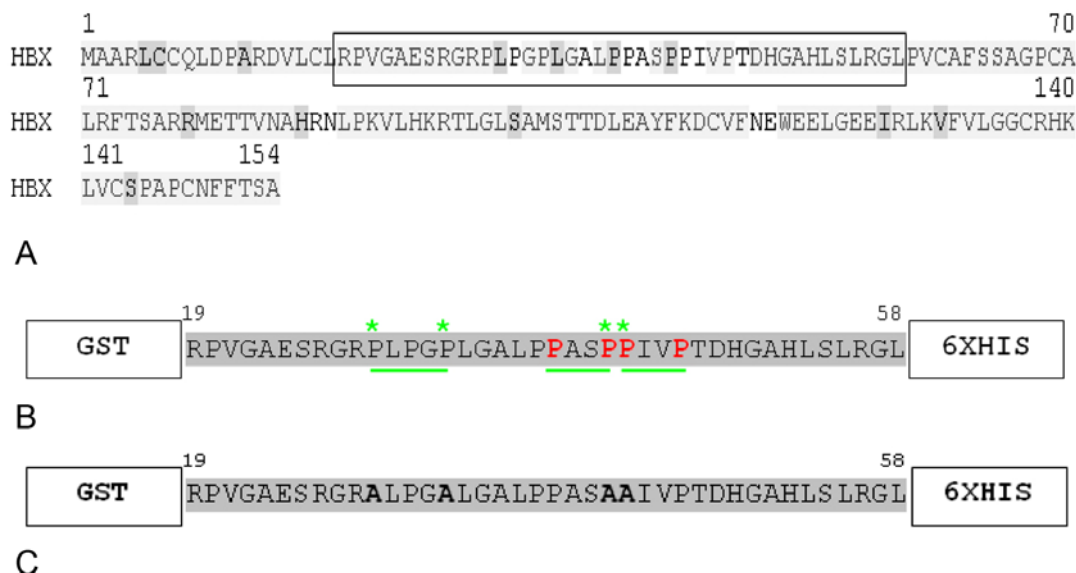 1 70
HBX MAARLCCQLDPARDVLCLRPVGAESRGRPLPGPLGALPPASPPIVPTDHGAHLSLRGLPVCAFSSAGPCA
71 140
HBX LRFTSARRMETTVNAHRNLPKVLHKRTLGLSAMSTTDLEAYFKDCVFNEWEELGEEIRLKVFVLGGCRHK
141 154
HBX LVCSPAPCNFFTSA
A
19 * * * * 58
GST RPVGAESRGRPLPGPLGALPPASPPIVPTDHGAHLSLRGL 6XHIS
B
19 58
GST RPVGAESRGRALPGALGALPPASAAIVPTDHGAHLSLRGL 6XHIS
C